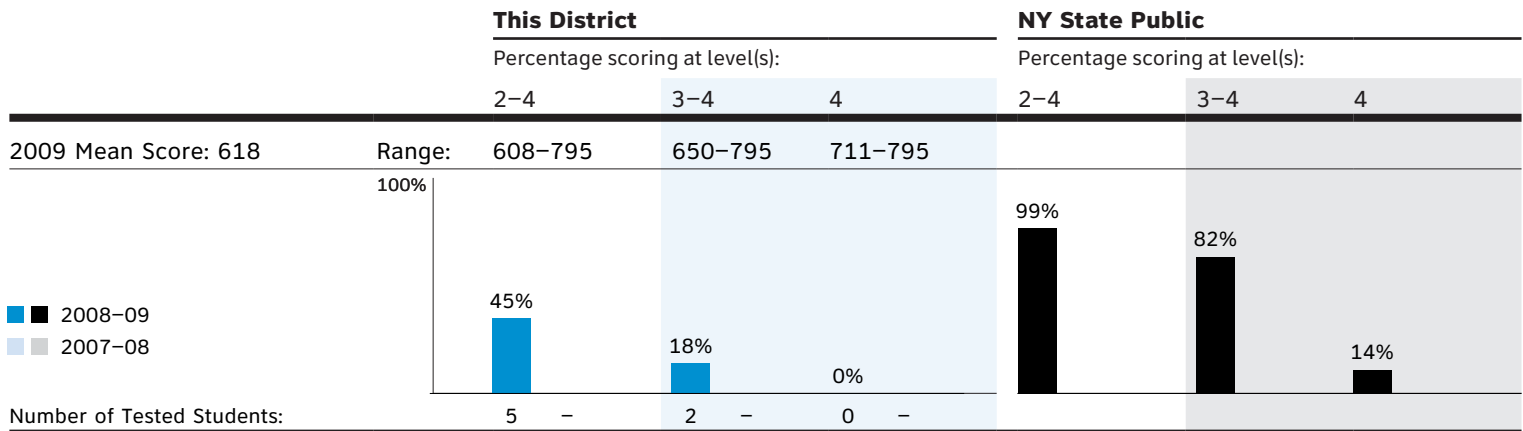 This District NY State Public
Percentage scoring at level(s): Percentage scoring at level(s):
2–4 3–4 4 2–4 3–4 4
2009 Mean Score: 618 Range: 608–795 650–795 711–795
100%
99%
82%
45%
2008–09
18%
2007–08
14%
0%
Number of Tested Students: 5 – 2 – 0 –